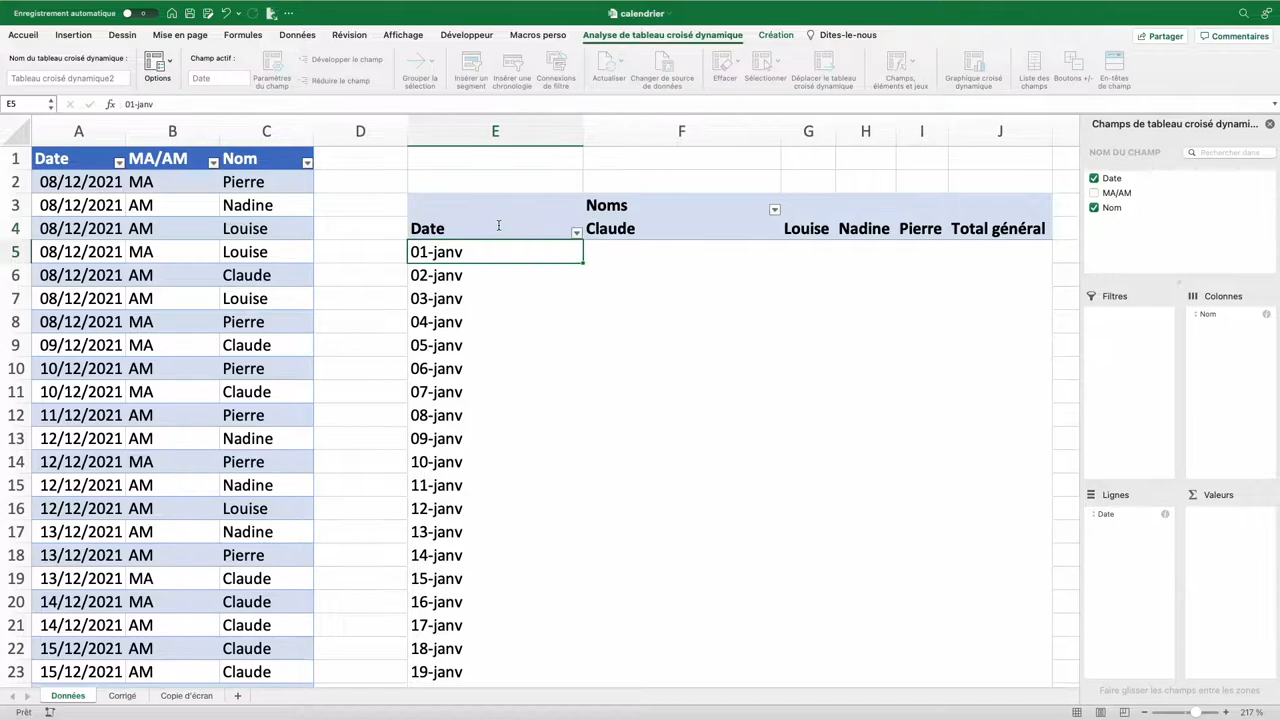 Enregistrement automatique
calendrier
Accueil Insertion Dessin Mise en page Formules Données Révision Affichage Développeur Macros perso Analyse de tableau croisé dynamique Création Dites-le-nous Partager Commentaires
Nom du tableau croisé dynamique :
Tableau croisé dynamique2
Options
Champ actif :
Date
Paramètres du champ
Développer le champ
Réduire le champ
Grouper la sélection
Insérer un segment
Insérer une chronologie
Connexions de filtre
Actualiser
Changer de source de données
Effacer
Sélectionner
Déplacer le tableau croisé dynamique
Champs, éléments et jeux
Graphique croisé dynamique
Liste des champs
Boutons +/-
En-têtes de champ
E5 fx 01-janv
A B C D E F G H I J
1 Date MA/AM Nom
2 08/12/2021 MA Pierre
3 08/12/2021 AM Nadine Noms
4 08/12/2021 AM Louise Date Claude Louise Nadine Pierre Total général
5 08/12/2021 MA Louise 01-janv
6 08/12/2021 AM Claude 02-janv
7 08/12/2021 AM Louise 03-janv
8 08/12/2021 MA Pierre 04-janv
9 09/12/2021 MA Claude 05-janv
10 10/12/2021 AM Pierre 06-janv
11 10/12/2021 MA Claude 07-janv
12 11/12/2021 AM Pierre 08-janv
13 12/12/2021 AM Nadine 09-janv
14 12/12/2021 MA Pierre 10-janv
15 12/12/2021 AM Nadine 11-janv
16 12/12/2021 AM Louise 12-janv
17 13/12/2021 AM Nadine 13-janv
18 13/12/2021 AM Pierre 14-janv
19 13/12/2021 MA Claude 15-janv
20 14/12/2021 MA Claude 16-janv
21 14/12/2021 AM Claude 17-janv
22 15/12/2021 AM Claude 18-janv
23 15/12/2021 AM Claude 19-janv
Champs de tableau croisé dynami...
NOM DU CHAMP Rechercher dans
Date
MA/AM
Nom
Filtres Colonnes
Nom
Lignes Valeurs
Date
Faire glisser les champs entre les zones
Données Corrigé Copie d'écran +
Prêt 217 %